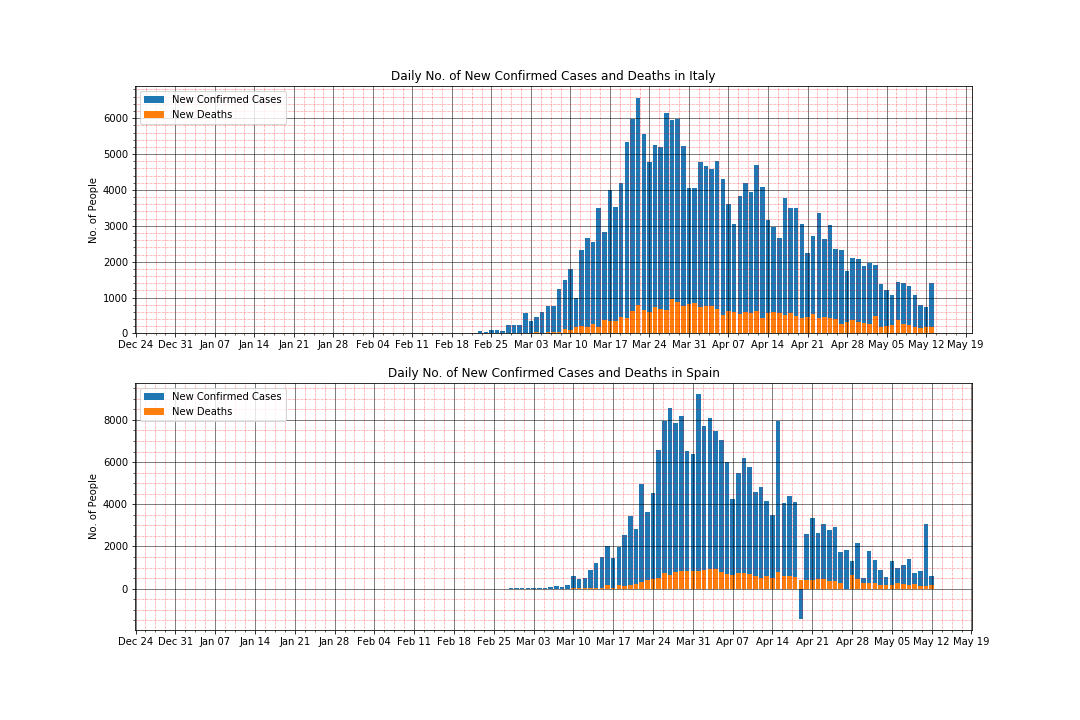 Daily No. of New Confirmed Cases and Deaths in Italy
New Confirmed Cases
New Deaths
No. of People
6000
5000
4000
3000
2000
1000
0
Dec 24 Dec 31 Jan 07 Jan 14 Jan 21 Jan 28 Feb 04 Feb 11 Feb 18 Feb 25 Mar 03 Mar 10 Mar 17 Mar 24 Mar 31 Apr 07 Apr 14 Apr 21 Apr 28 May 05 May 12 May 19
Daily No. of New Confirmed Cases and Deaths in Spain
New Confirmed Cases
New Deaths
No. of People
8000
6000
4000
2000
0
Dec 24 Dec 31 Jan 07 Jan 14 Jan 21 Jan 28 Feb 04 Feb 11 Feb 18 Feb 25 Mar 03 Mar 10 Mar 17 Mar 24 Mar 31 Apr 07 Apr 14 Apr 21 Apr 28 May 05 May 12 May 19